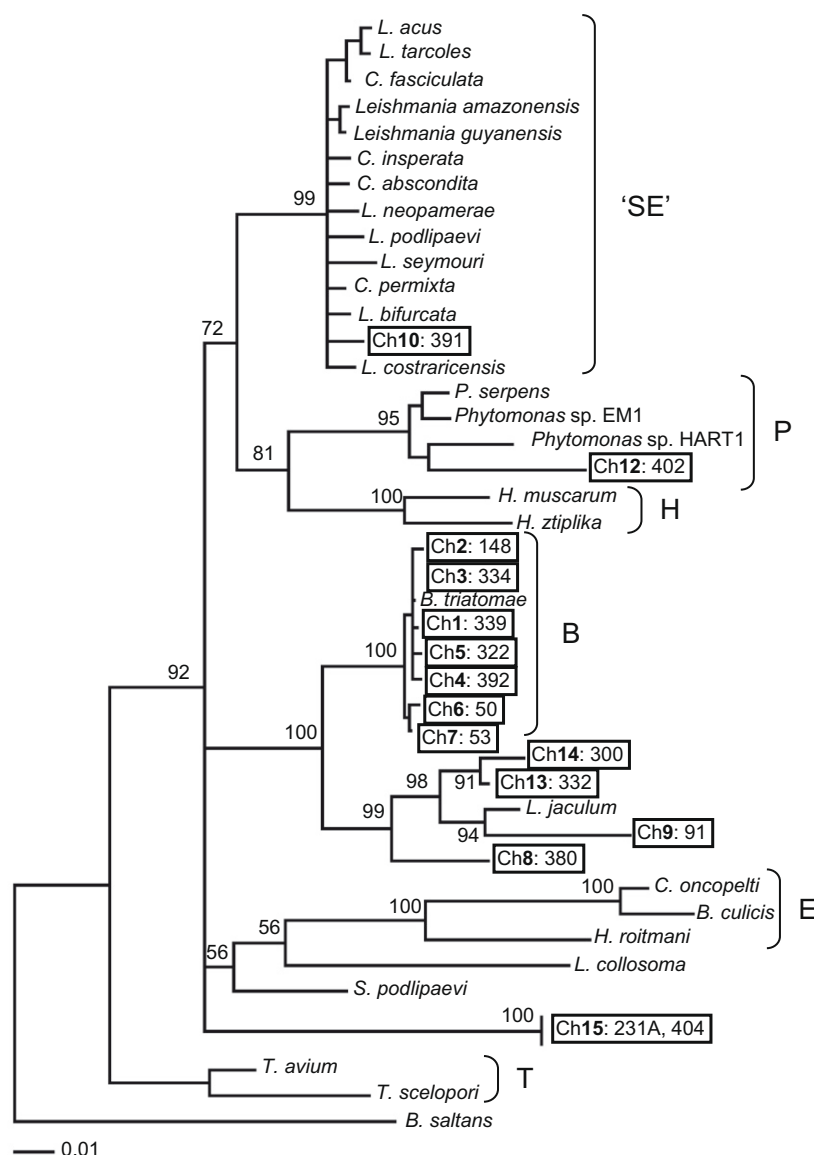 L. acus
L. tarcoles
C. fasciculata
Leishmania amazonensis
Leishmania guyanensis
C. insperata
C. abscondita
99
L. neopamerae
'SE'
L. podlipaevi
L. seymouri
C. permixta
L. bifurcata
72
Ch10: 391
L. costraricensis
P. serpens
95
Phytomonas sp. EM1
P
Phytomonas sp. HART1
81
Ch12: 402
100
H. muscarum
H
H. ztiplika
Ch2: 148
Ch3: 334
B. triatomae
Ch1: 339
B
100
Ch5: 322
92
Ch4: 392
Ch6: 50
100
Ch7: 53
Ch14: 300
98
91
Ch13: 332
99
L. jaculum
94
Ch9: 91
Ch8: 380
100
C. oncopelti
100
B. culicis
E
56
H. roitmani
56
L. collosoma
S. podlipaevi
100
Ch15: 231A, 404
T. avium
T
T. scelopori
B. saltans
0.01